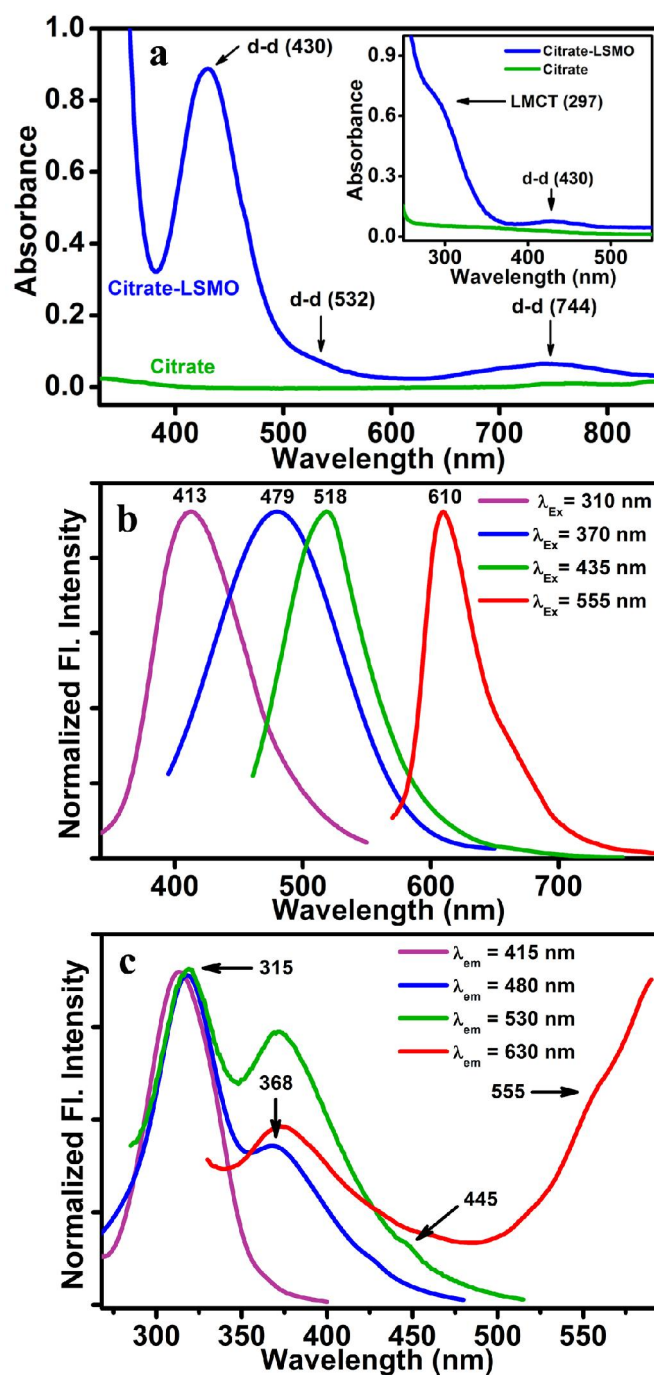 a
d-d (430)
d-d (532)
d-d (744)
Citrate-LSMO
Citrate
Absorbance
1.0
0.8
0.6
0.4
0.2
0.0
400 500 600 700 800
Wavelength (nm)
Citrate-LSMO
Citrate
LMCT (297)
d-d (430)
Absorbance
0.9
0.6
0.3
0.0
300 400 500
Wavelength (nm)
b
413 479 518 610
λEx = 310 nm
λEx = 370 nm
λEx = 435 nm
λEx = 555 nm
Normalized Fl. Intensity
400 500 600 700
Wavelength (nm)
c
315
368
445
555
λem = 415 nm
λem = 480 nm
λem = 530 nm
λem = 630 nm
Normalized Fl. Intensity
300 350 400 450 500 550
Wavelength (nm)